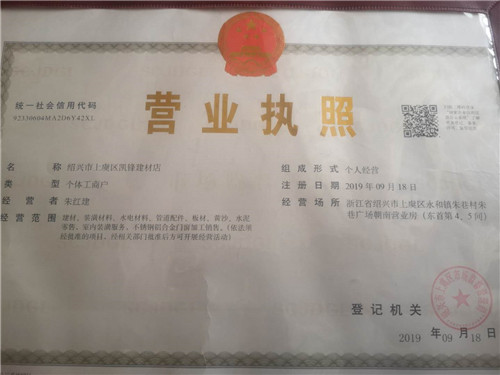 统一社会信用代码
营业执照
名称 绍兴市上虞区凯锋建材店
类型 个体工商户
经营者 朱红建
经营范围 建材、装潢材料、水电材料、管道配件、板材、黄沙、水泥
零售、室内装潢服务、不锈钢铝合金门窗加工销售。(依法须
经批准的项目,经相关部门批准后方可开展经营活动)
组成形式 个人经营
注册日期 2019年09月18日
经营场所 浙江省绍兴市上虞区永和镇朱巷村朱
巷广场朝南营业房(东首第4、5间)
登记机关
2019 年 09 月 18 日